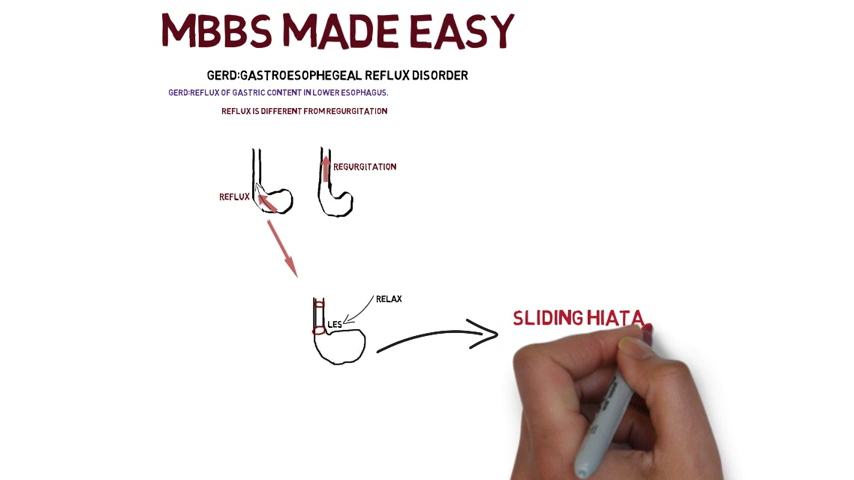 MBBS MADE EASY
GERD:GASTROESOPHEGEAL REFLUX DISORDER
GERD:REFLUX OF GASTRIC CONTENT IN LOWER ESOPHAGUS.
REFLUX IS DIFFERENT FROM REGURGITATION
REGURGITATION
REFLUX
RELAX
LES
SLIDING HIATA